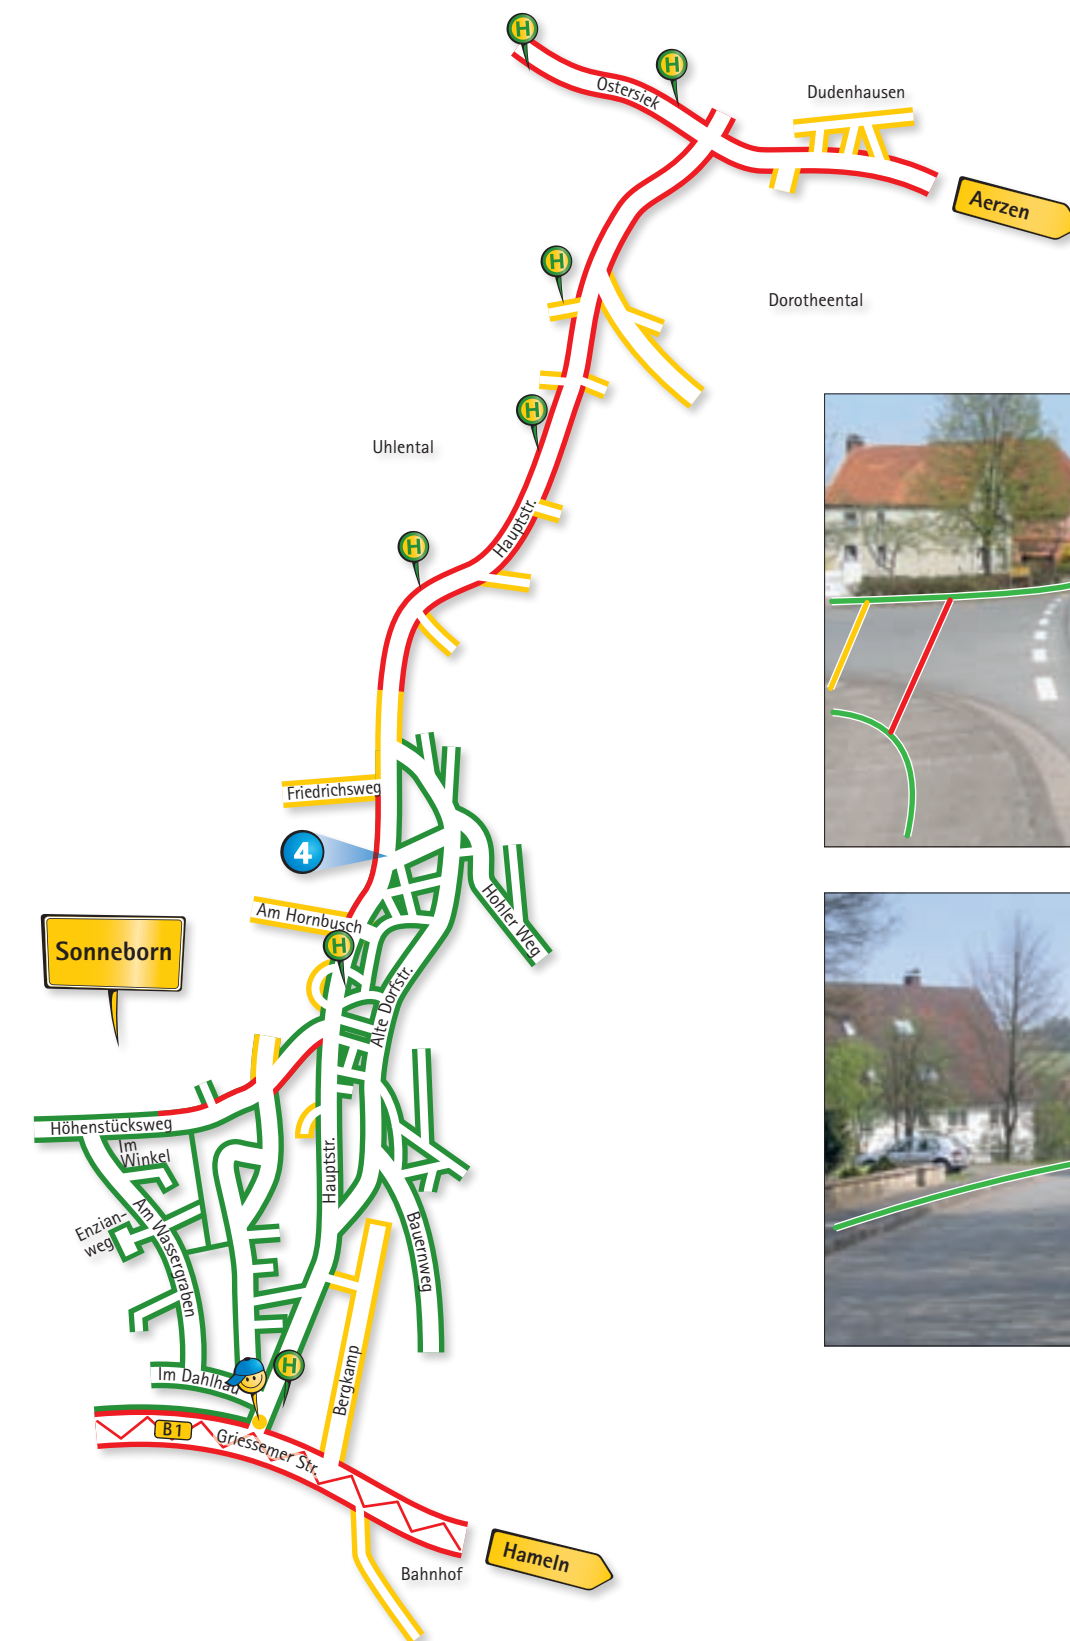 H
H
Ostersiek
Dudenhausen
Aerzen
H
Dorotheental
H
Uhlental
Hauptstr.
H
Friedrichsweg
4
Am Hornbusch
Hohler Weg
H
Sonneborn
Alte Dorfstr.
Höhenstücksweg
Im
Winkel
Hauptstr.
Enzian-
weg
Am Wassergraben
Bauernweg
Bergkamp
H
Im Dahlhau
B1
Griessemer Str.
Hameln
Bahnhof